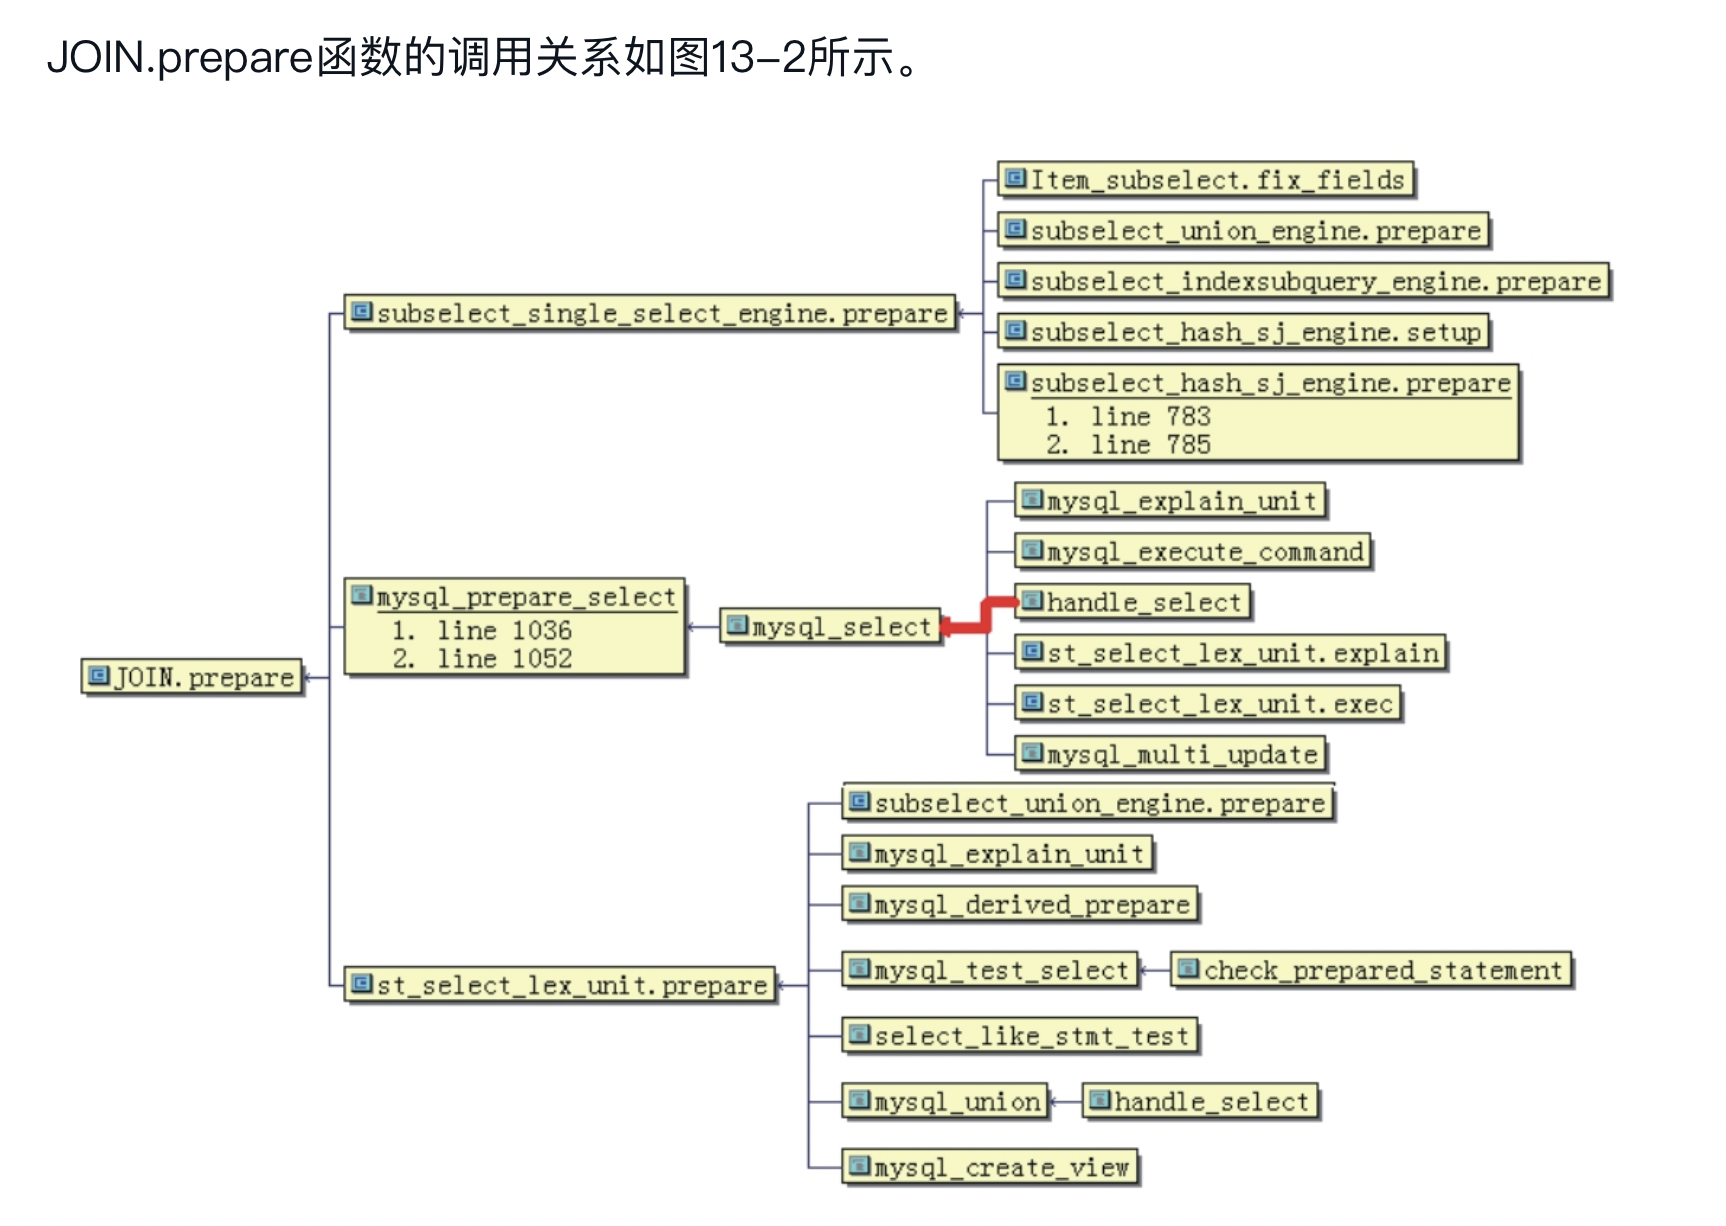 JOIN.prepare函数的调用关系如图13-2所示。
Item_subselect.fix_fields
subselect_union_engine.prepare
subselect_indexsubquery_engine.prepare
subselect_single_select_engine.prepare
subselect_hash_sj_engine.setup
subselect_hash_sj_engine.prepare
1. line 783
2. line 785
mysql_explain_unit
mysql_execute_command
mysql_prepare_select
1. line 1036
2. line 1052
handle_select
mysql_select
st_select_lex_unit.explain
JOIN.prepare
st_select_lex_unit.exec
mysql_multi_update
subselect_union_engine.prepare
mysql_explain_unit
mysql_derived_prepare
mysql_test_select
check_prepared_statement
st_select_lex_unit.prepare
select_like_stmt_test
mysql_union
handle_select
mysql_create_view